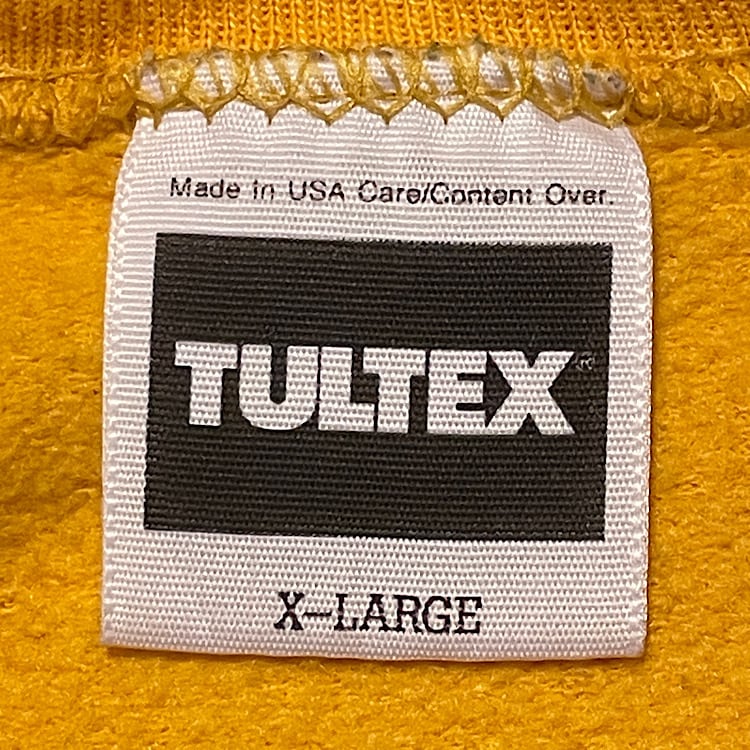 Made in USA Care/Content Over.
TULTEX®
X-LARGE